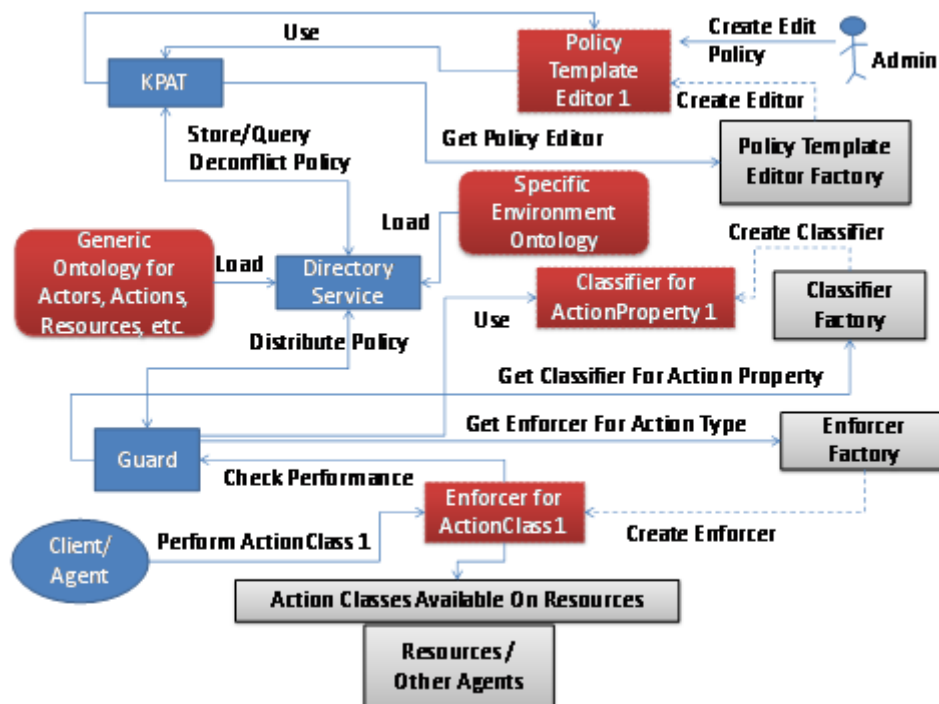 Use
Policy
Template
Editor 1
Create Edit
Policy
Admin
KPAT
Create Editor
Store/Query
Deconflict Policy
Get Policy Editor
Policy Template
Editor Factory
Specific
Environment
Ontology
Load
Generic
Ontology for
Actors, Actions,
Resources, etc.
Load
Directory
Service
Create Classifier
Classifier for
ActionProperty 1
Classifier
Factory
Use
Distribute Policy
Get Classifier For Action Property
Get Enforcer For Action Type
Enforcer
Factory
Guard
Check Performance
Enforcer for
ActionClass1
Create Enforcer
Client/
Agent
Perform ActionClass 1
Action Classes Available On Resources
Resources /
Other Agents